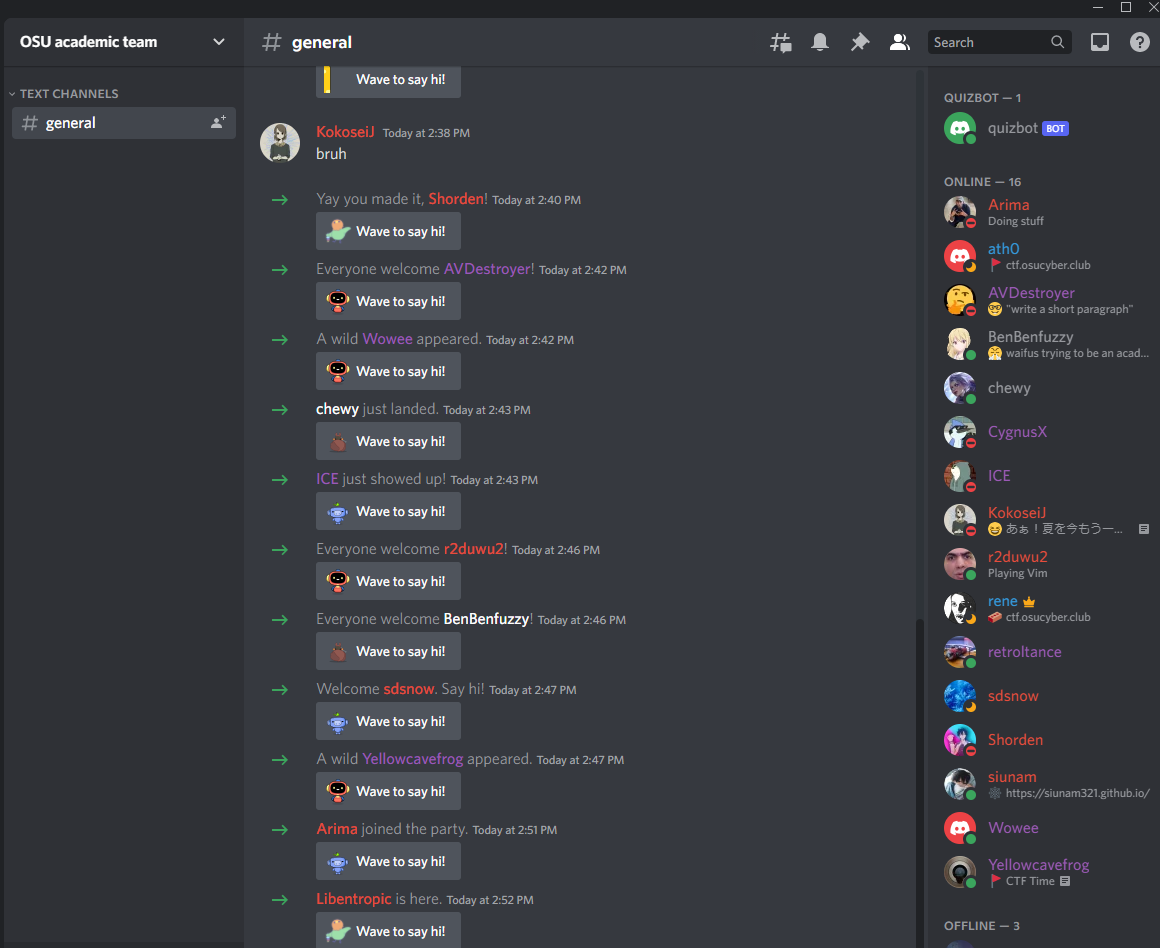 OSU academic team
general
Search
TEXT CHANNELS
general
Wave to say hi!
KokoseiJ Today at 2:38 PM
bruh
Yay you made it, Shorden! Today at 2:40 PM
Wave to say hi!
Everyone welcome AVDestroyer! Today at 2:42 PM
Wave to say hi!
A wild Wowee appeared. Today at 2:42 PM
Wave to say hi!
chewy just landed. Today at 2:43 PM
Wave to say hi!
ICE just showed up! Today at 2:43 PM
Wave to say hi!
Everyone welcome r2duwu2! Today at 2:46 PM
Wave to say hi!
Everyone welcome BenBenfuzzy! Today at 2:46 PM
Wave to say hi!
Welcome sdsnow. Say hi! Today at 2:47 PM
Wave to say hi!
A wild Yellowcavefrog appeared. Today at 2:47 PM
Wave to say hi!
Arima joined the party. Today at 2:51 PM
Wave to say hi!
Libentropic is here. Today at 2:52 PM
Wave to say hi!
QUIZBOT — 1
quizbot BOT
ONLINE — 16
Arima
Doing stuff
ath0
🚩 ctf.osucyber.club
AVDestroyer
🤓 "write a short paragraph"
BenBenfuzzy
😤 waifus trying to be an acad...
chewy
CygnusX
ICE
KokoseiJ
😆 あぁ！夏を今もうー...
r2duwu2
Playing Vim
rene
🧱 ctf.osucyber.club
retroltance
sdsnow
Shorden
siunam
🕸 https://siunam321.github.io/
Wowee
Yellowcavefrog
🚩 CTF Time
OFFLINE — 3